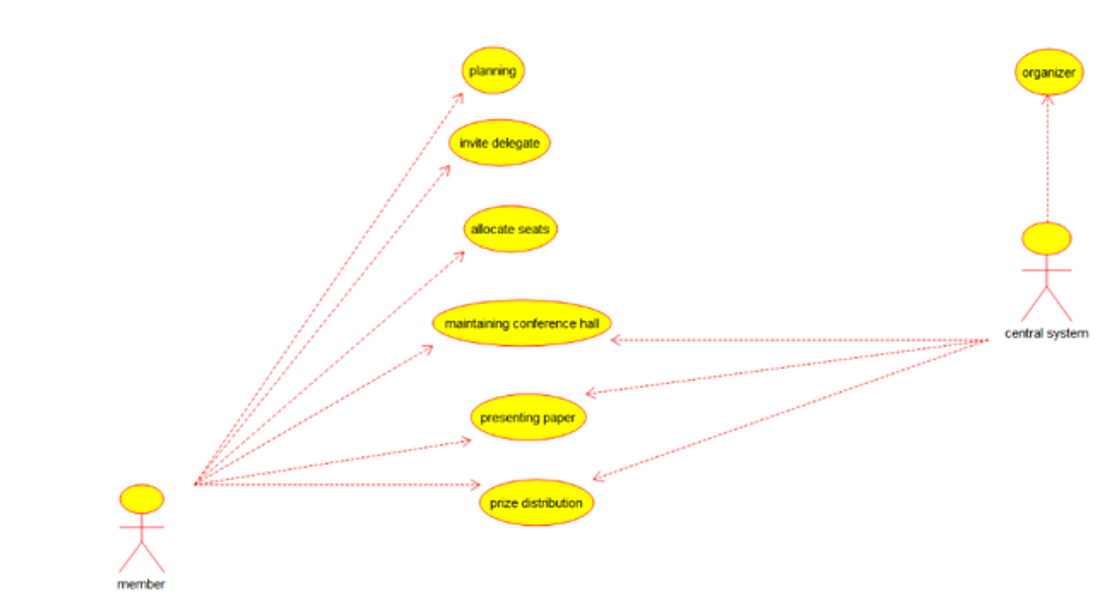 planning
organizer
invite delegate
allocate seats
maintaining conference hall
central system
presenting paper
prize distribution
member